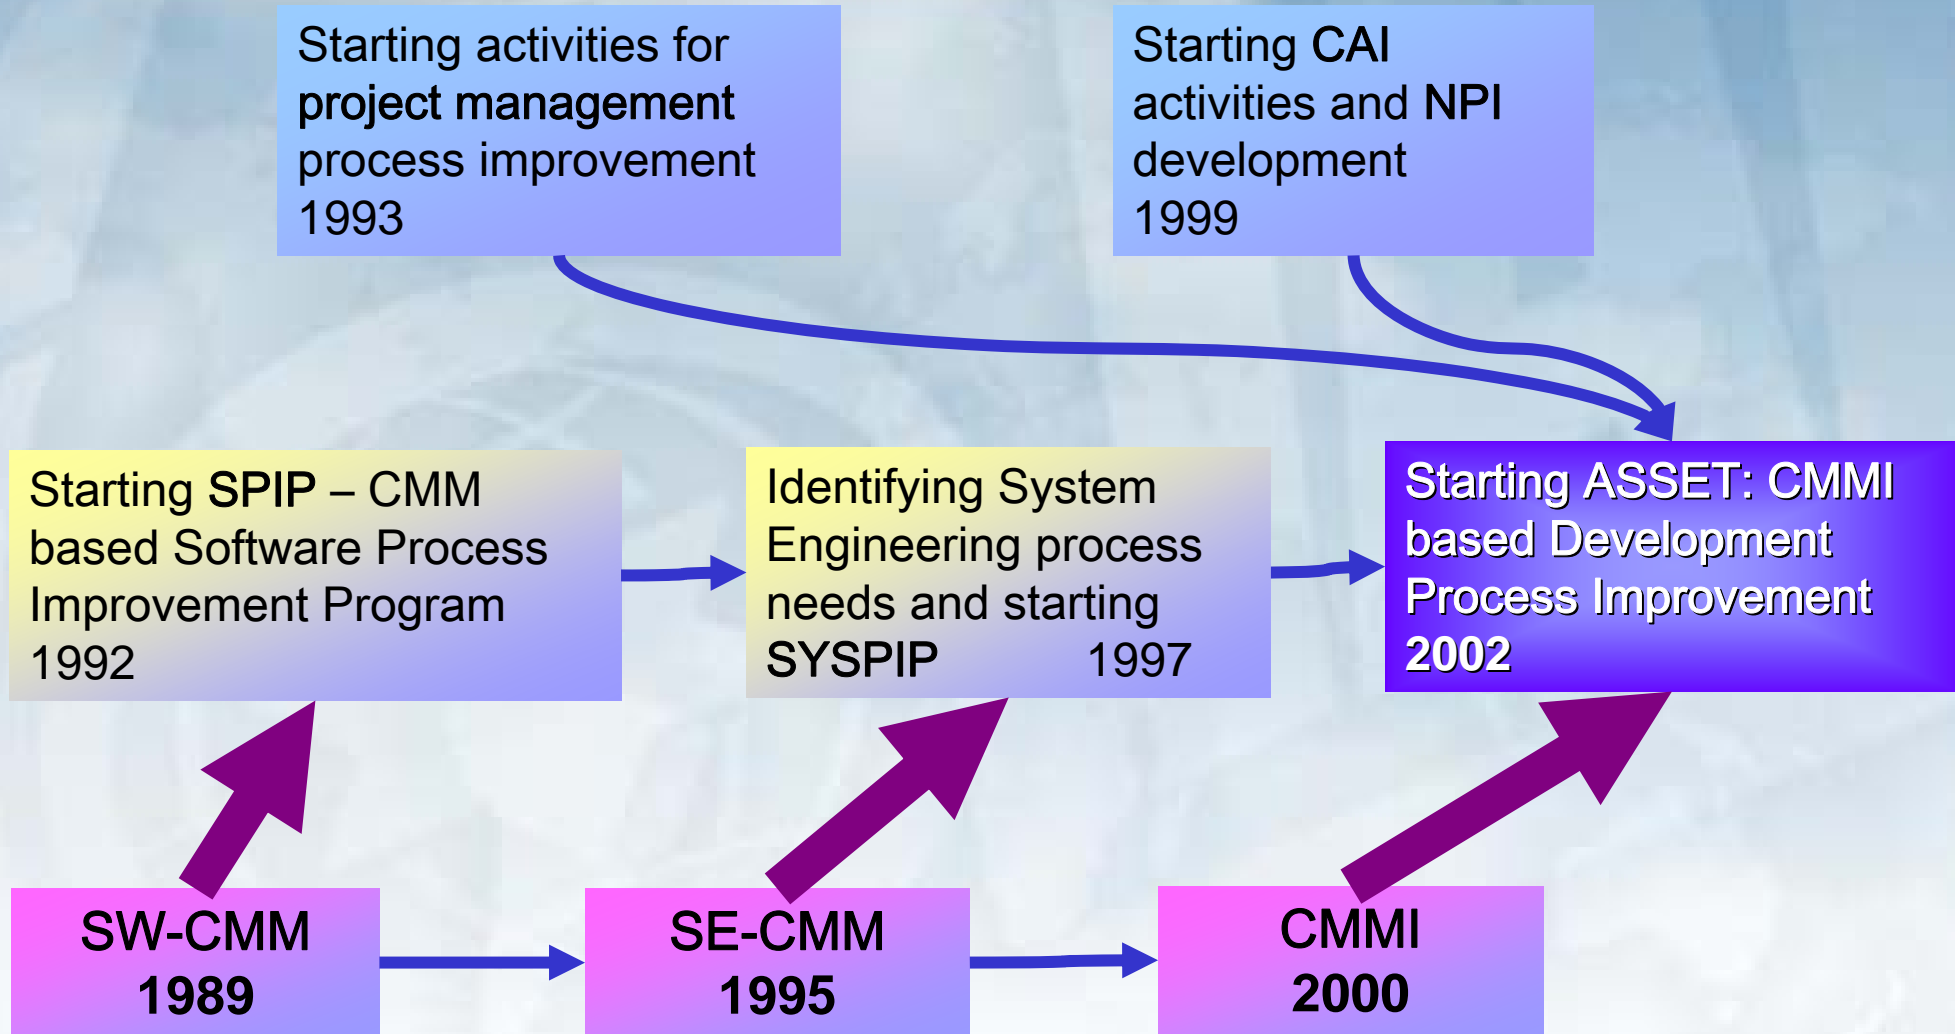 Starting activities for
project management
process improvement
1993
Starting CAI
activities and NPI
development
1999
Starting SPIP – CMM
based Software Process
Improvement Program
1992
Identifying System
Engineering process
needs and starting
SYSPIP 1997
Starting ASSET: CMMI
based Development
Process Improvement
2002
SW-CMM
1989
SE-CMM
1995
CMMI
2000